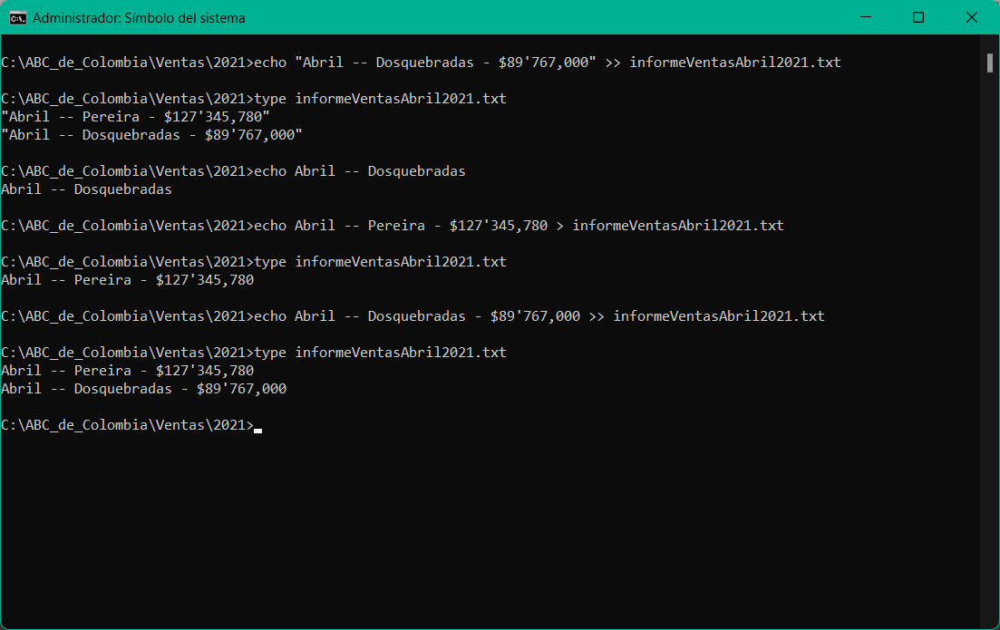 Administrador: Símbolo del sistema
C:\ABC_de_Colombia\Ventas\2021>echo "Abril -- Dosquebradas - $89'767,000" >> informeVentasAbril2021.txt
C:\ABC_de_Colombia\Ventas\2021>type informeVentasAbril2021.txt
"Abril -- Pereira - $127'345,780"
"Abril -- Dosquebradas - $89'767,000"
C:\ABC_de_Colombia\Ventas\2021>echo Abril -- Dosquebradas
Abril -- Dosquebradas
C:\ABC_de_Colombia\Ventas\2021>echo Abril -- Pereira - $127'345,780 > informeVentasAbril2021.txt
C:\ABC_de_Colombia\Ventas\2021>type informeVentasAbril2021.txt
Abril -- Pereira - $127'345,780
C:\ABC_de_Colombia\Ventas\2021>echo Abril -- Dosquebradas - $89'767,000 >> informeVentasAbril2021.txt
C:\ABC_de_Colombia\Ventas\2021>type informeVentasAbril2021.txt
Abril -- Pereira - $127'345,780
Abril -- Dosquebradas - $89'767,000
C:\ABC_de_Colombia\Ventas\2021>